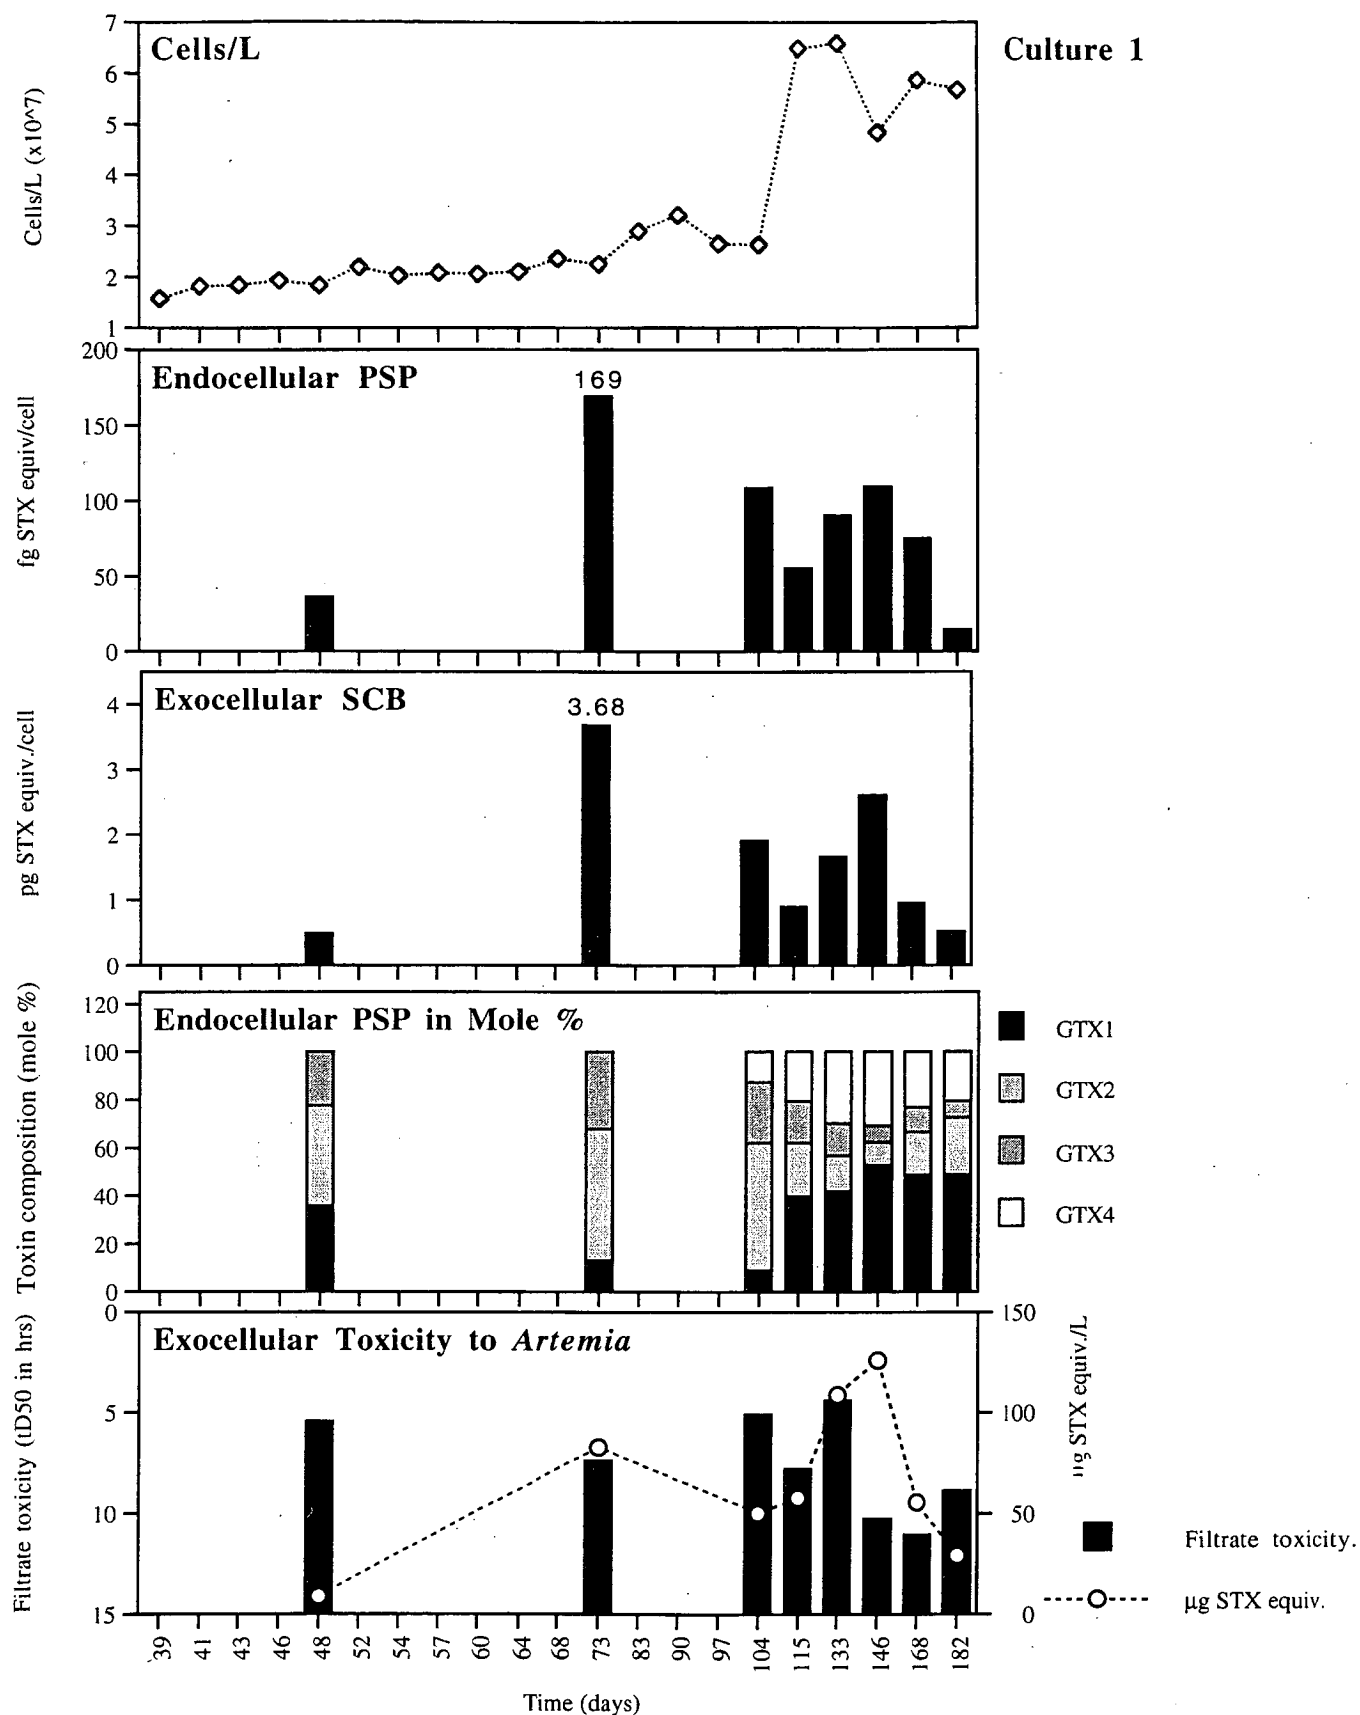 Cells/L
Culture 1
Cells/L (x10^7)
7
6
5
4
3
2
1
Endocellular PSP
fg STX equiv/cell
200
150
100
50
0
169
Exocellular SCB
pg STX equiv./cell
4
3
2
1
0
3.68
Endocellular PSP in Mole %
Toxin composition (mole %)
120
100
80
60
40
20
0
GTX1
GTX2
GTX3
GTX4
Exocellular Toxicity to Artemia
Filtrate toxicity (tD50 in hrs)
0
5
10
15
150
100
50
0
µg STX equiv./L
Filtrate toxicity.
µg STX equiv.
39 41 43 46 48 52 54 57 60 64 68 73 83 90 97 104 115 133 146 168 182
Time (days)